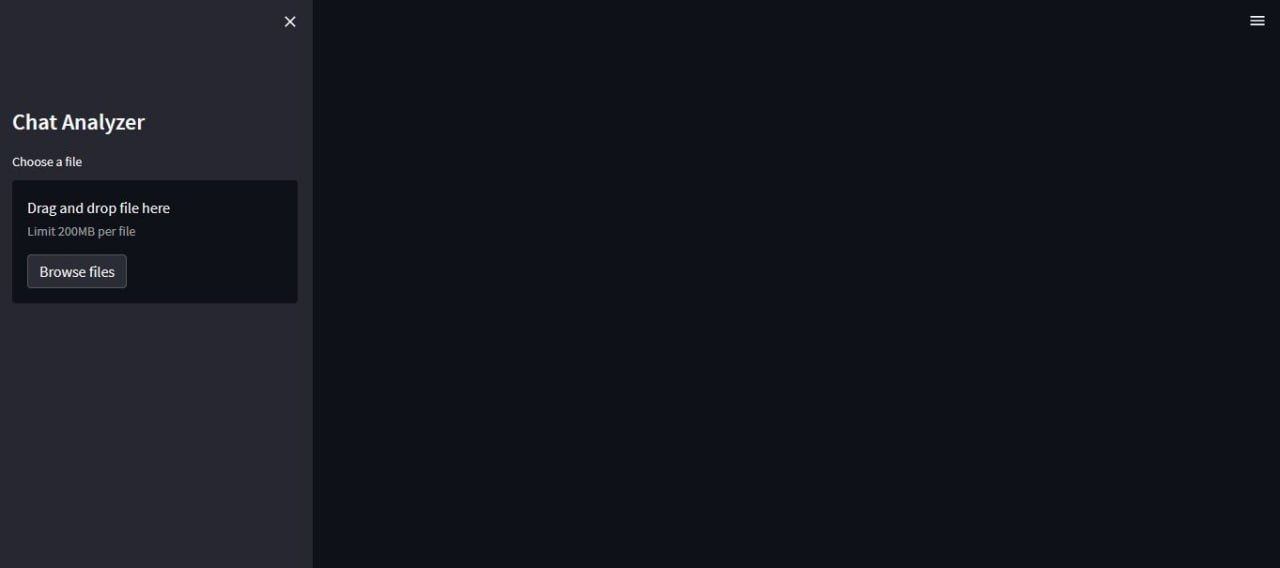 Chat Analyzer
Choose a file
Drag and drop file here
Limit 200MB per file
Browse files